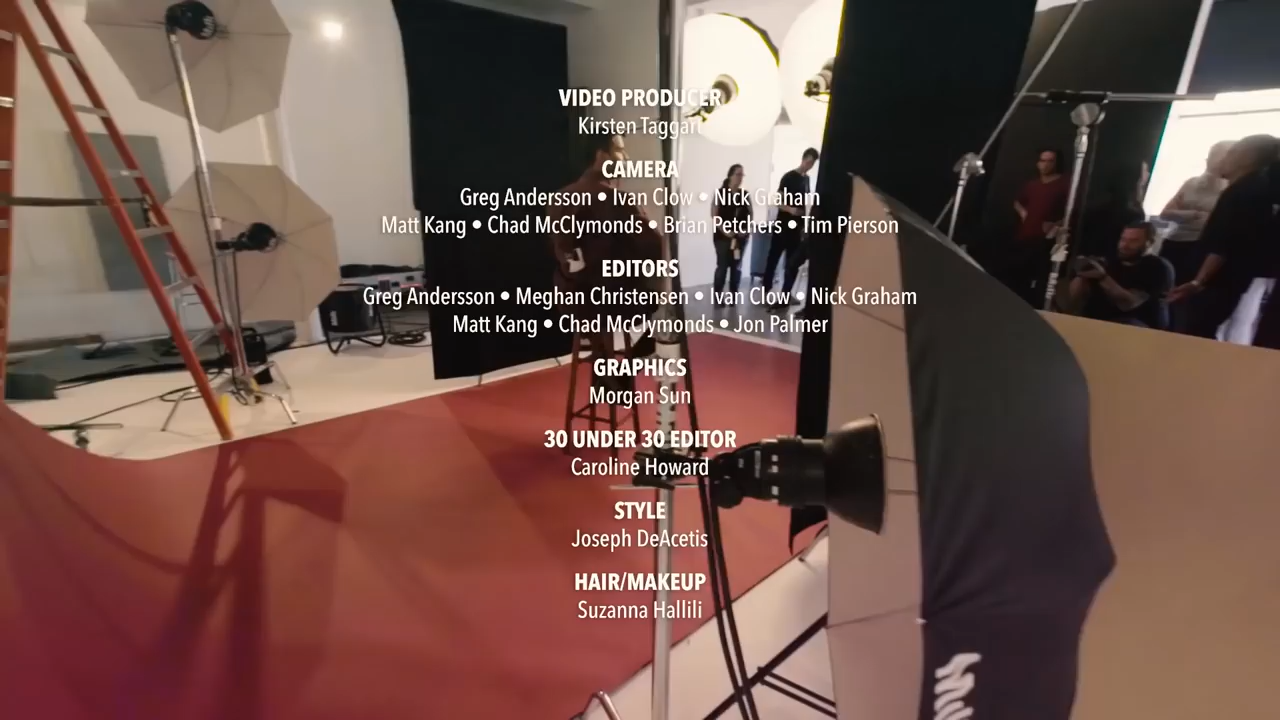 VIDEO PRODUCER
Kirsten Taggart
CAMERA
Greg Andersson • Ivan Clow • Nick Graham
Matt Kang • Chad McClymonds • Brian Petchers • Tim Pierson
EDITORS
Greg Andersson • Meghan Christensen • Ivan Clow • Nick Graham
Matt Kang • Chad McClymonds • Jon Palmer
GRAPHICS
Morgan Sun
30 UNDER 30 EDITOR
Caroline Howard
STYLE
Joseph DeAcetis
HAIR/MAKEUP
Suzanna Hallili